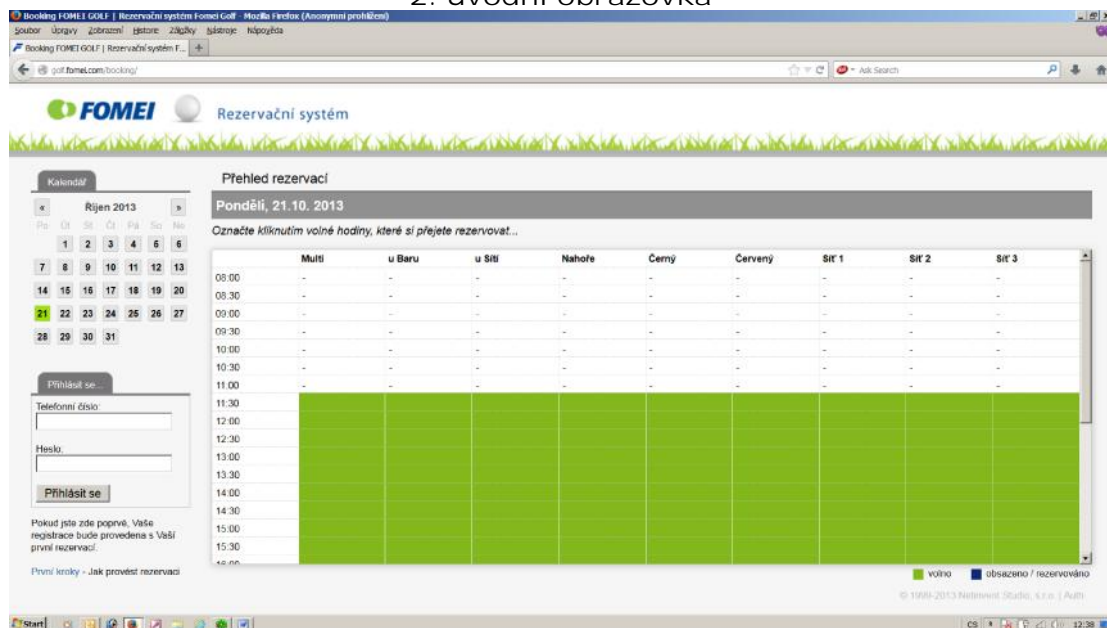 2. úvodní obrazovka
Booking FOMEI GOLF | Rezervační systém Fomei Golf - Mozilla Firefox (Anonymní prohlížení)
Soubor Úpravy Zobrazení Historie Záložky Nástroje Nápověda
Booking FOMEI GOLF | Rezervační systém F... +
golf.fomei.com/booking/
Ask Search
FOMEI Rezervační systém
Kalendář
« Říjen 2013 »
Po Út St Čt Pá So Ne
1 2 3 4 5 6
7 8 9 10 11 12 13
14 15 16 17 18 19 20
21 22 23 24 25 26 27
28 29 30 31
Přihlásit se...
Telefonní číslo:
Heslo:
Přihlásit se
Pokud jste zde poprvé, Vaše
registrace bude provedena s Vaší
první rezervací.
První kroky - Jak provést rezervaci
Přehled rezervací
Pondělí, 21.10. 2013
Označte kliknutím volné hodiny, které si přejete rezervovat...
Multi u Baru u Sítí Nahoře Černý Červený Síť 1 Síť 2 Síť 3
08:00 - - - - - - - - -
08:30 - - - - - - - - -
09:00 - - - - - - - - -
09:30 - - - - - - - - -
10:00 - - - - - - - - -
10:30 - - - - - - - - -
11:00 - - - - - - - - -
11:30
12:00
12:30
13:00
13:30
14:00
14:30
15:00
15:30
16:00
volno obsazeno / rezervováno
© 1999-2013 Netinvent Studio, s.r.o. | Auth
Start
CS 12:38